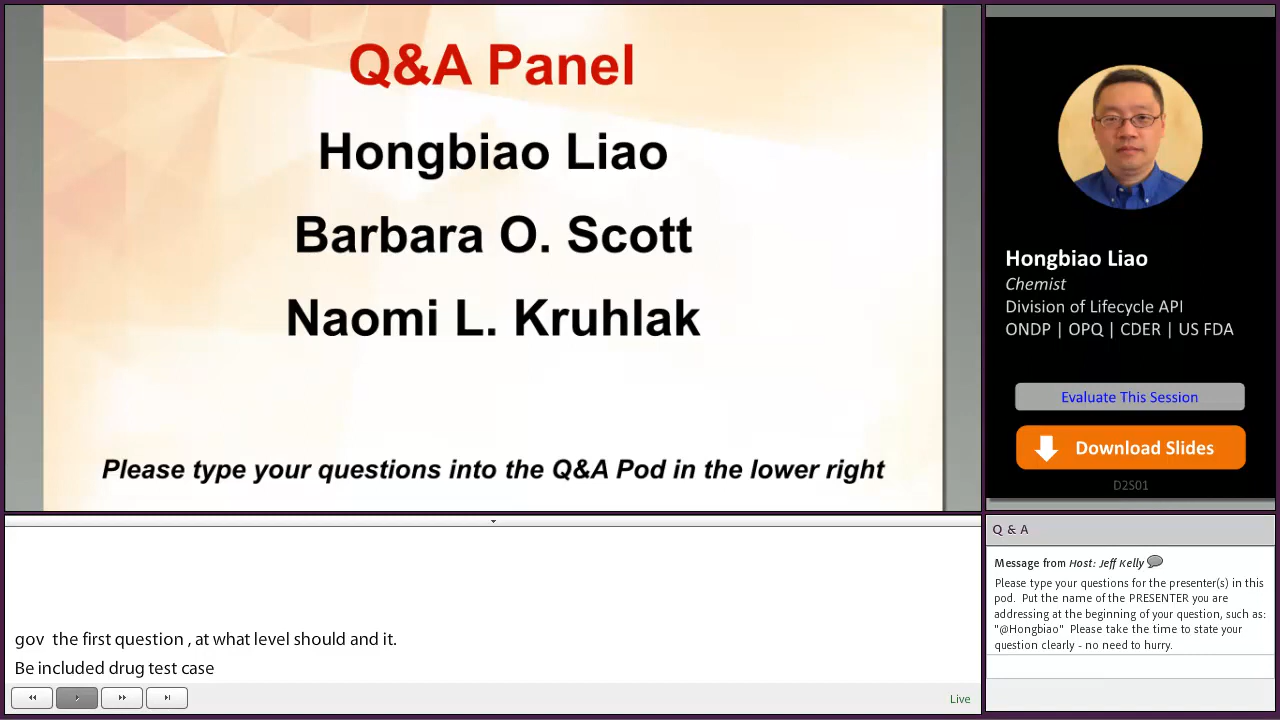 Q&A Panel
Hongbiao Liao
Barbara O. Scott
Naomi L. Kruhlak
Please type your questions into the Q&A Pod in the lower right
Hongbiao Liao
Chemist
Division of Lifecycle API
ONDP | OPQ | CDER | US FDA
Evaluate This Session
Download Slides
D2S01
gov  the first question , at what level should and it.
Be included drug test case
Live
Q & A
Message from Host: Jeff Kelly
Please type your questions for the presenter(s) in this
pod.  Put the name of the PRESENTER you are
addressing at the beginning of your question, such as:
"@Hongbiao"  Please take the time to state your
question clearly - no need to hurry.